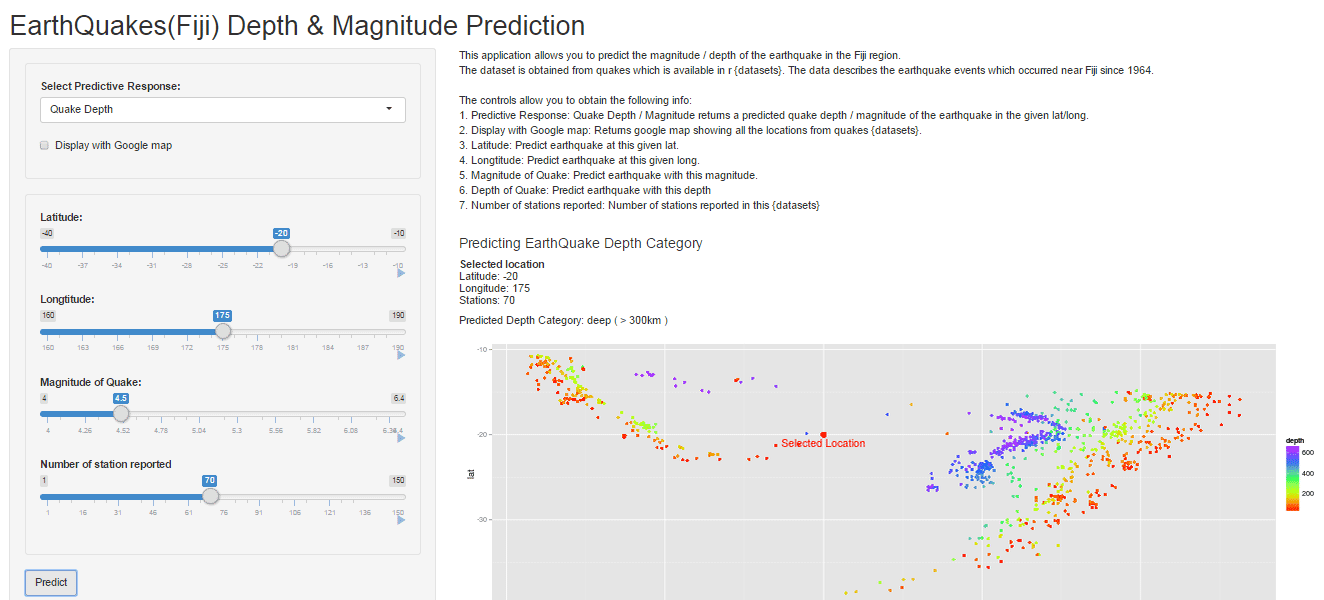 EarthQuakes(Fiji) Depth & Magnitude Prediction
Select Predictive Response:
Quake Depth
Display with Google map
Latitude:
-40 -20 -10
-40 -37 -34 -31 -28 -25 -22 -19 -16 -13 -10
Longtitude:
160 175 190
160 163 166 169 172 175 178 181 184 187 190
Magnitude of Quake:
4 4.5 6.4
4 4.26 4.52 4.78 5.04 5.3 5.56 5.82 6.08 6.34 6.4
Number of station reported
1 70 150
1 16 31 46 61 76 91 106 121 136 150
Predict
This application allows you to predict the magnitude / depth of the earthquake in the Fiji region.
The dataset is obtained from quakes which is available in r {datasets}. The data describes the earthquake events which occurred near Fiji since 1964.
The controls allow you to obtain the following info:
1. Predictive Response: Quake Depth / Magnitude returns a predicted quake depth / magnitude of the earthquake in the given lat/long.
2. Display with Google map: Returns google map showing all the locations from quakes {datasets}.
3. Latitude: Predict earthquake at this given lat.
4. Longtitude: Predict earthquake at this given long.
5. Magnitude of Quake: Predict earthquake with this magnitude.
6. Depth of Quake: Predict earthquake with this depth
7. Number of stations reported: Number of stations reported in this {datasets}
Predicting EarthQuake Depth Category
Selected location
Latitude: -20
Longitude: 175
Stations: 70
Predicted Depth Category: deep ( > 300km )
-10
-20
Selected Location
lat
-30
depth
600
400
200